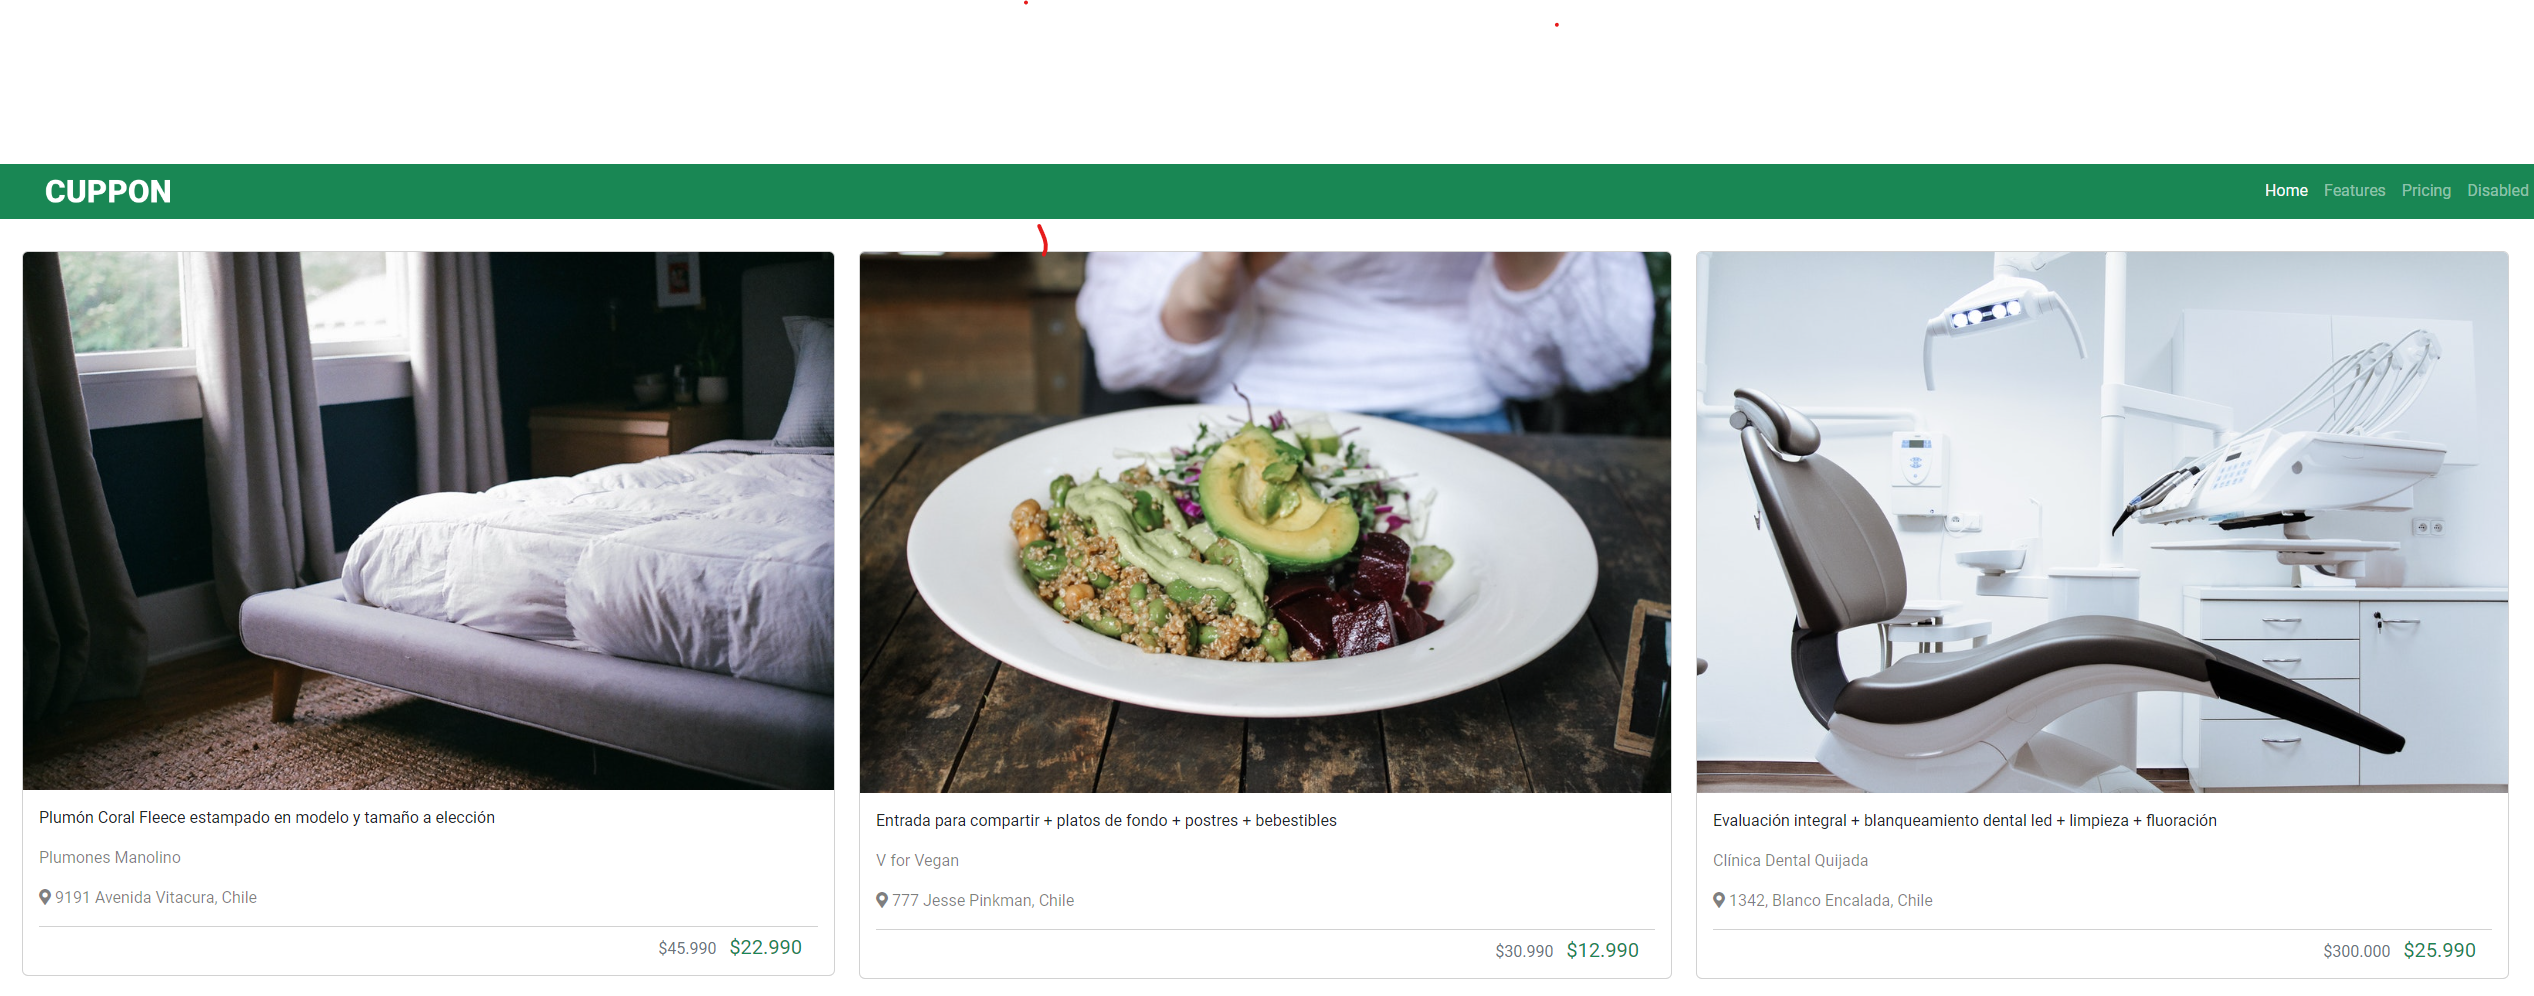 CUPPON
Home Features Pricing Disabled
Plumón Coral Fleece estampado en modelo y tamaño a elección
Plumones Manolino
9191 Avenida Vitacura, Chile
$45.990 $22.990
Entrada para compartir + platos de fondo + postres + bebestibles
V for Vegan
777 Jesse Pinkman, Chile
$30.990 $12.990
Evaluación integral + blanqueamiento dental led + limpieza + fluoración
Clínica Dental Quijada
1342, Blanco Encalada, Chile
$300.000 $25.990